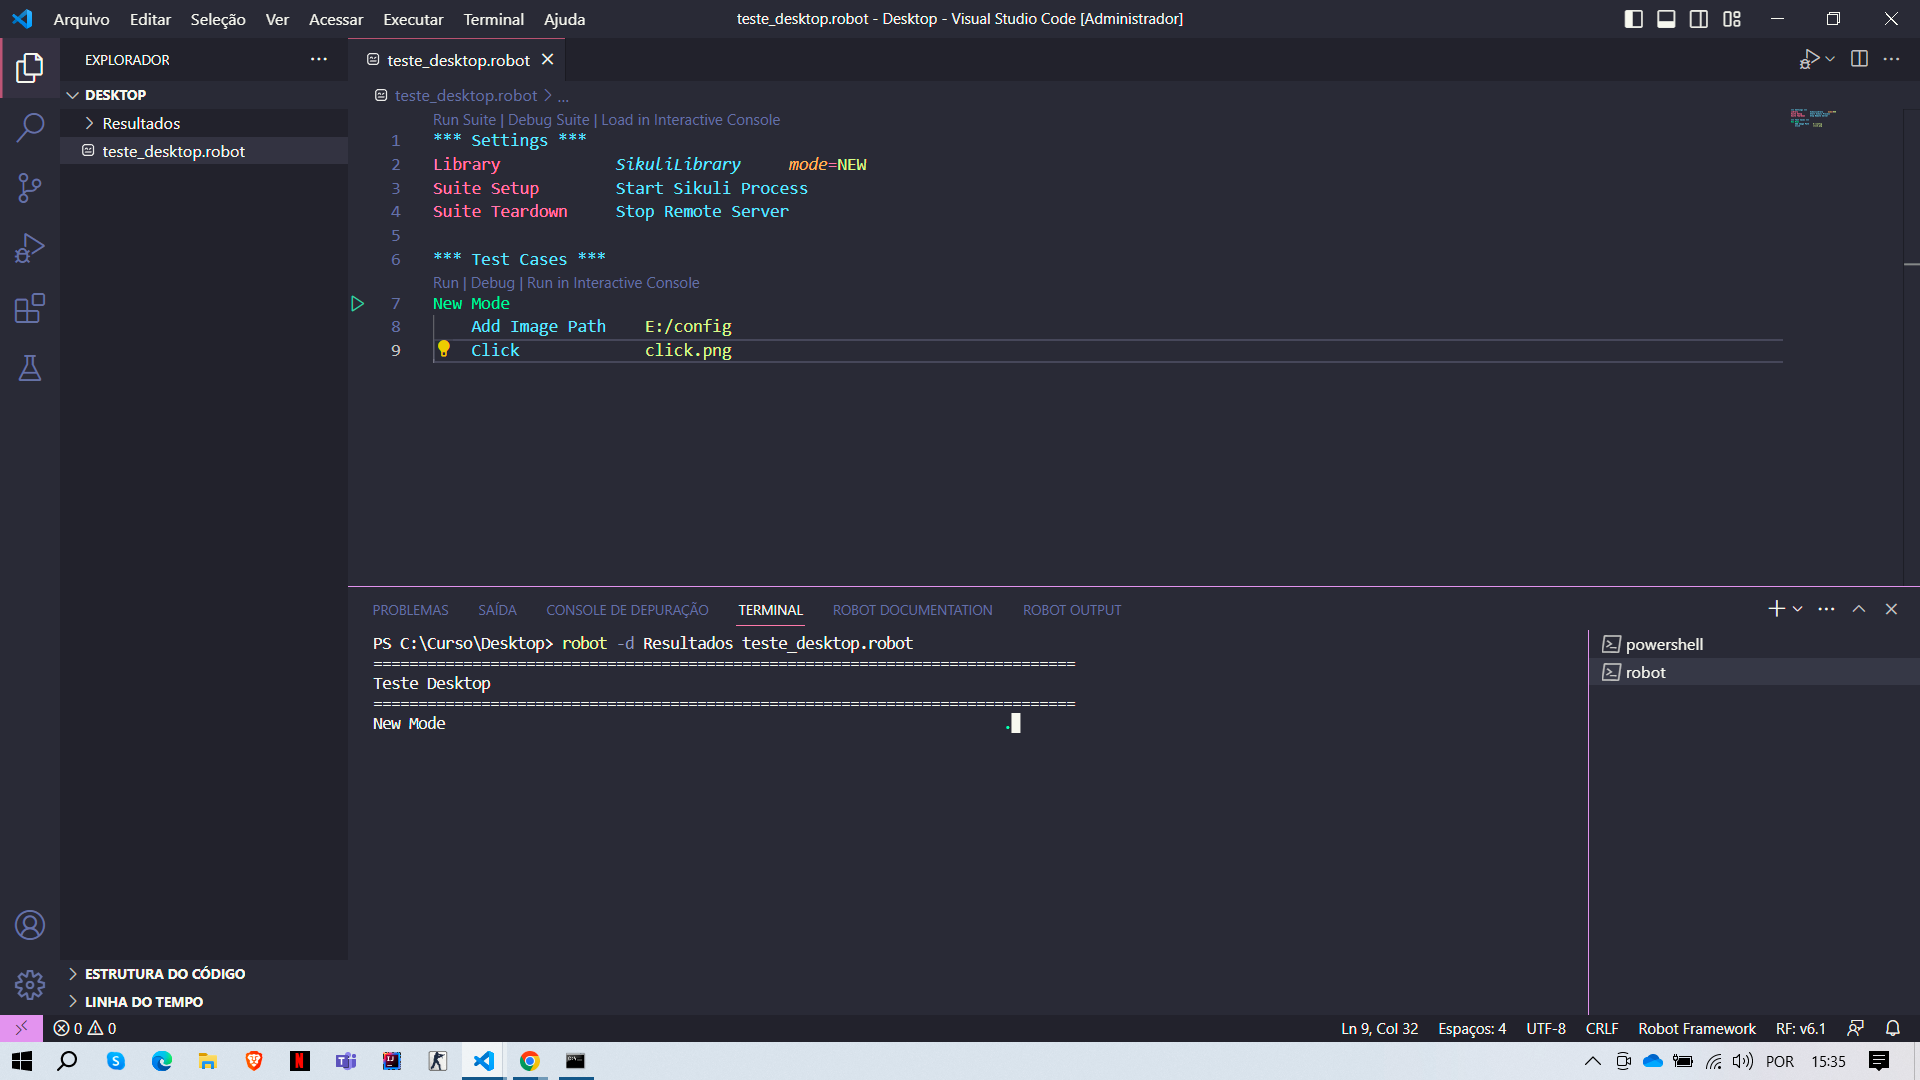 Arquivo Editar Seleção Ver Acessar Executar Terminal Ajuda
teste_desktop.robot - Desktop - Visual Studio Code [Administrador]
EXPLORADOR
DESKTOP
Resultados
teste_desktop.robot
teste_desktop.robot
teste_desktop.robot > ...
Run Suite | Debug Suite | Load in Interactive Console
1 *** Settings ***
2 Library SikuliLibrary mode=NEW
3 Suite Setup Start Sikuli Process
4 Suite Teardown Stop Remote Server
5
6 *** Test Cases ***
Run | Debug | Run in Interactive Console
7 New Mode
8 Add Image Path E:/config
9 Click click.png
PROBLEMAS SAÍDA CONSOLE DE DEPURAÇÃO TERMINAL ROBOT DOCUMENTATION ROBOT OUTPUT
PS C:\Curso\Desktop> robot -d Resultados teste_desktop.robot
==============================================================================
Teste Desktop
==============================================================================
New Mode .
powershell
robot
ESTRUTURA DO CÓDIGO
LINHA DO TEMPO
0 0
Ln 9, Col 32 Espaços: 4 UTF-8 CRLF Robot Framework RF: v6.1
POR 15:35